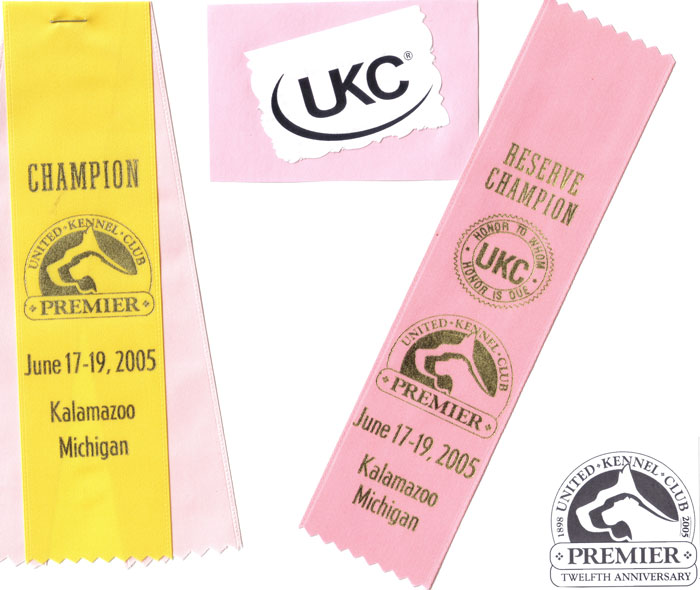 CHAMPION
UNITED · KENNEL · CLUB
PREMIER
June 17-19, 2005
Kalamazoo
Michigan
UKC®
RESERVE
CHAMPION
HONOR TO WHOM
UKC
HONOR IS DUE
UNITED · KENNEL · CLUB
PREMIER
June 17-19, 2005
Kalamazoo
Michigan
UNITED · KENNEL · CLUB
1898
2005
PREMIER
TWELFTH ANNIVERSARY